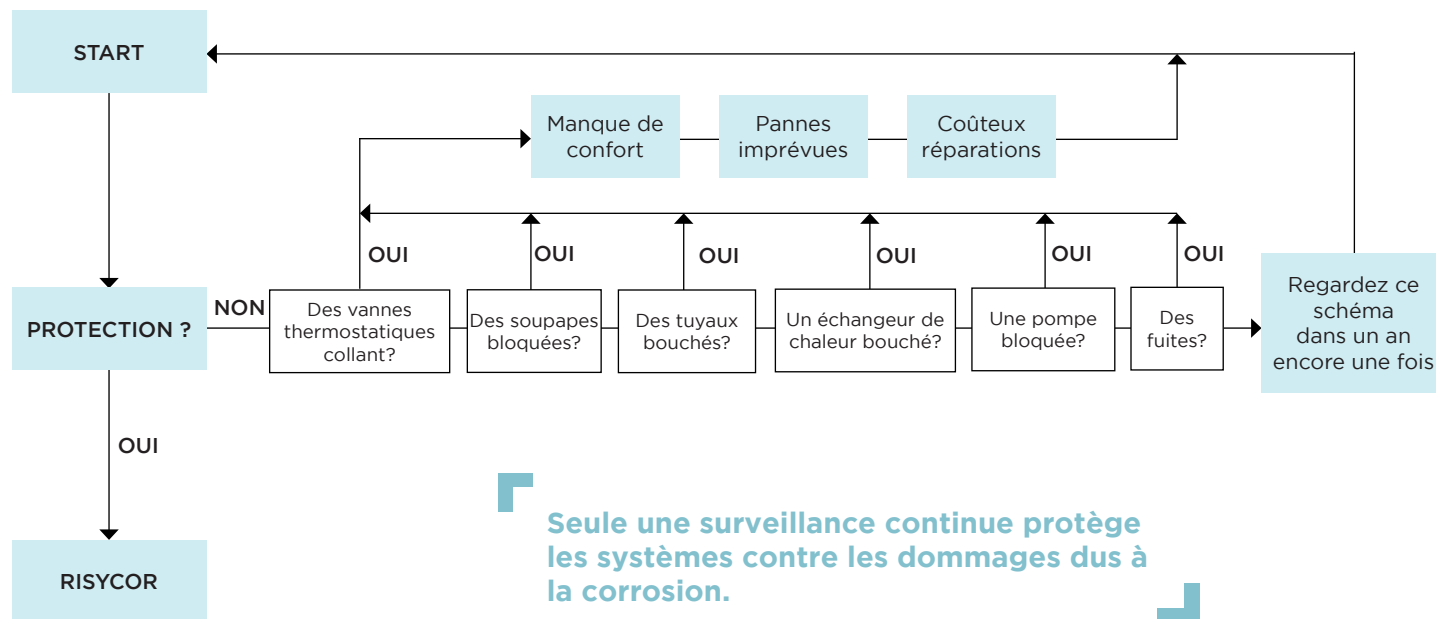 START
Manque de
confort
Pannes
imprévues
Coûteux
réparations
OUI
OUI
OUI
OUI
OUI
OUI
PROTECTION ?
NON
Des vannes
thermostatiques
collant?
Des soupapes
bloquées?
Des tuyaux
bouchés?
Un échangeur de
chaleur bouché?
Une pompe
bloquée?
Des
fuites?
Regardez ce
schéma
dans un an
encore une fois
OUI
RISYCOR
Seule une surveillance continue protège
les systèmes contre les dommages dus à
la corrosion.